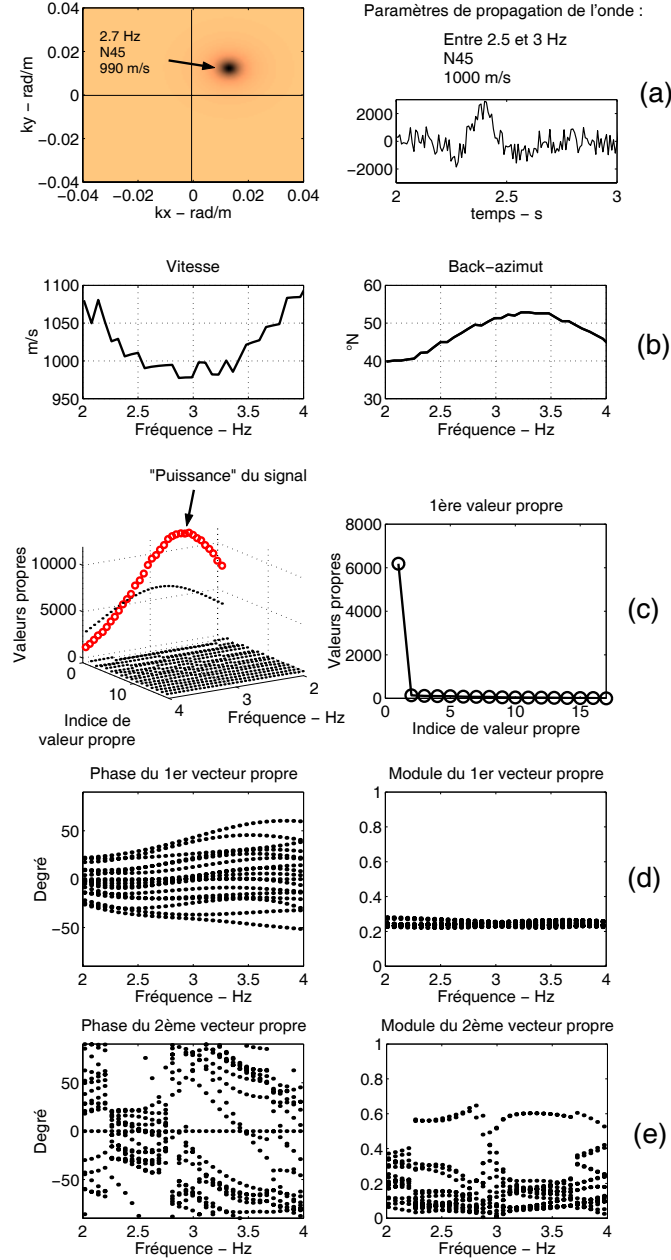 Paramètres de propagation de l'onde :
2.7 Hz
N45
990 m/s
Entre 2.5 et 3 Hz
N45
1000 m/s
(a)
0.04
0.02
0
−0.02
−0.04
ky − rad/m
−0.04 −0.02 0 0.02 0.04
kx − rad/m
2000
0
−2000
2 2.5 3
temps − s
Vitesse
1100
1050
1000
950
m/s
2 2.5 3 3.5 4
Fréquence − Hz
Back−azimut
60
50
40
30
°N
2 2.5 3 3.5 4
Fréquence − Hz
(b)
"Puissance" du signal
10000
5000
0
Valeurs propres
0
10
Indice de
valeur propre
4 3 2
Fréquence − Hz
1ère valeur propre
8000
6000
4000
2000
0
Valeurs propres
5 10 15
Indice de valeur propre
(c)
Phase du 1er vecteur propre
50
0
−50
Degré
2 2.5 3 3.5 4
Fréquence − Hz
Module du 1er vecteur propre
1
0.8
0.6
0.4
0.2
0
2 2.5 3 3.5 4
Fréquence − Hz
(d)
Phase du 2ème vecteur propre
50
0
−50
Degré
2 2.5 3 3.5 4
Fréquence − Hz
Module du 2ème vecteur propre
1
0.8
0.6
0.4
0.2
0
2 2.5 3 3.5 4
Fréquence − Hz
(e)